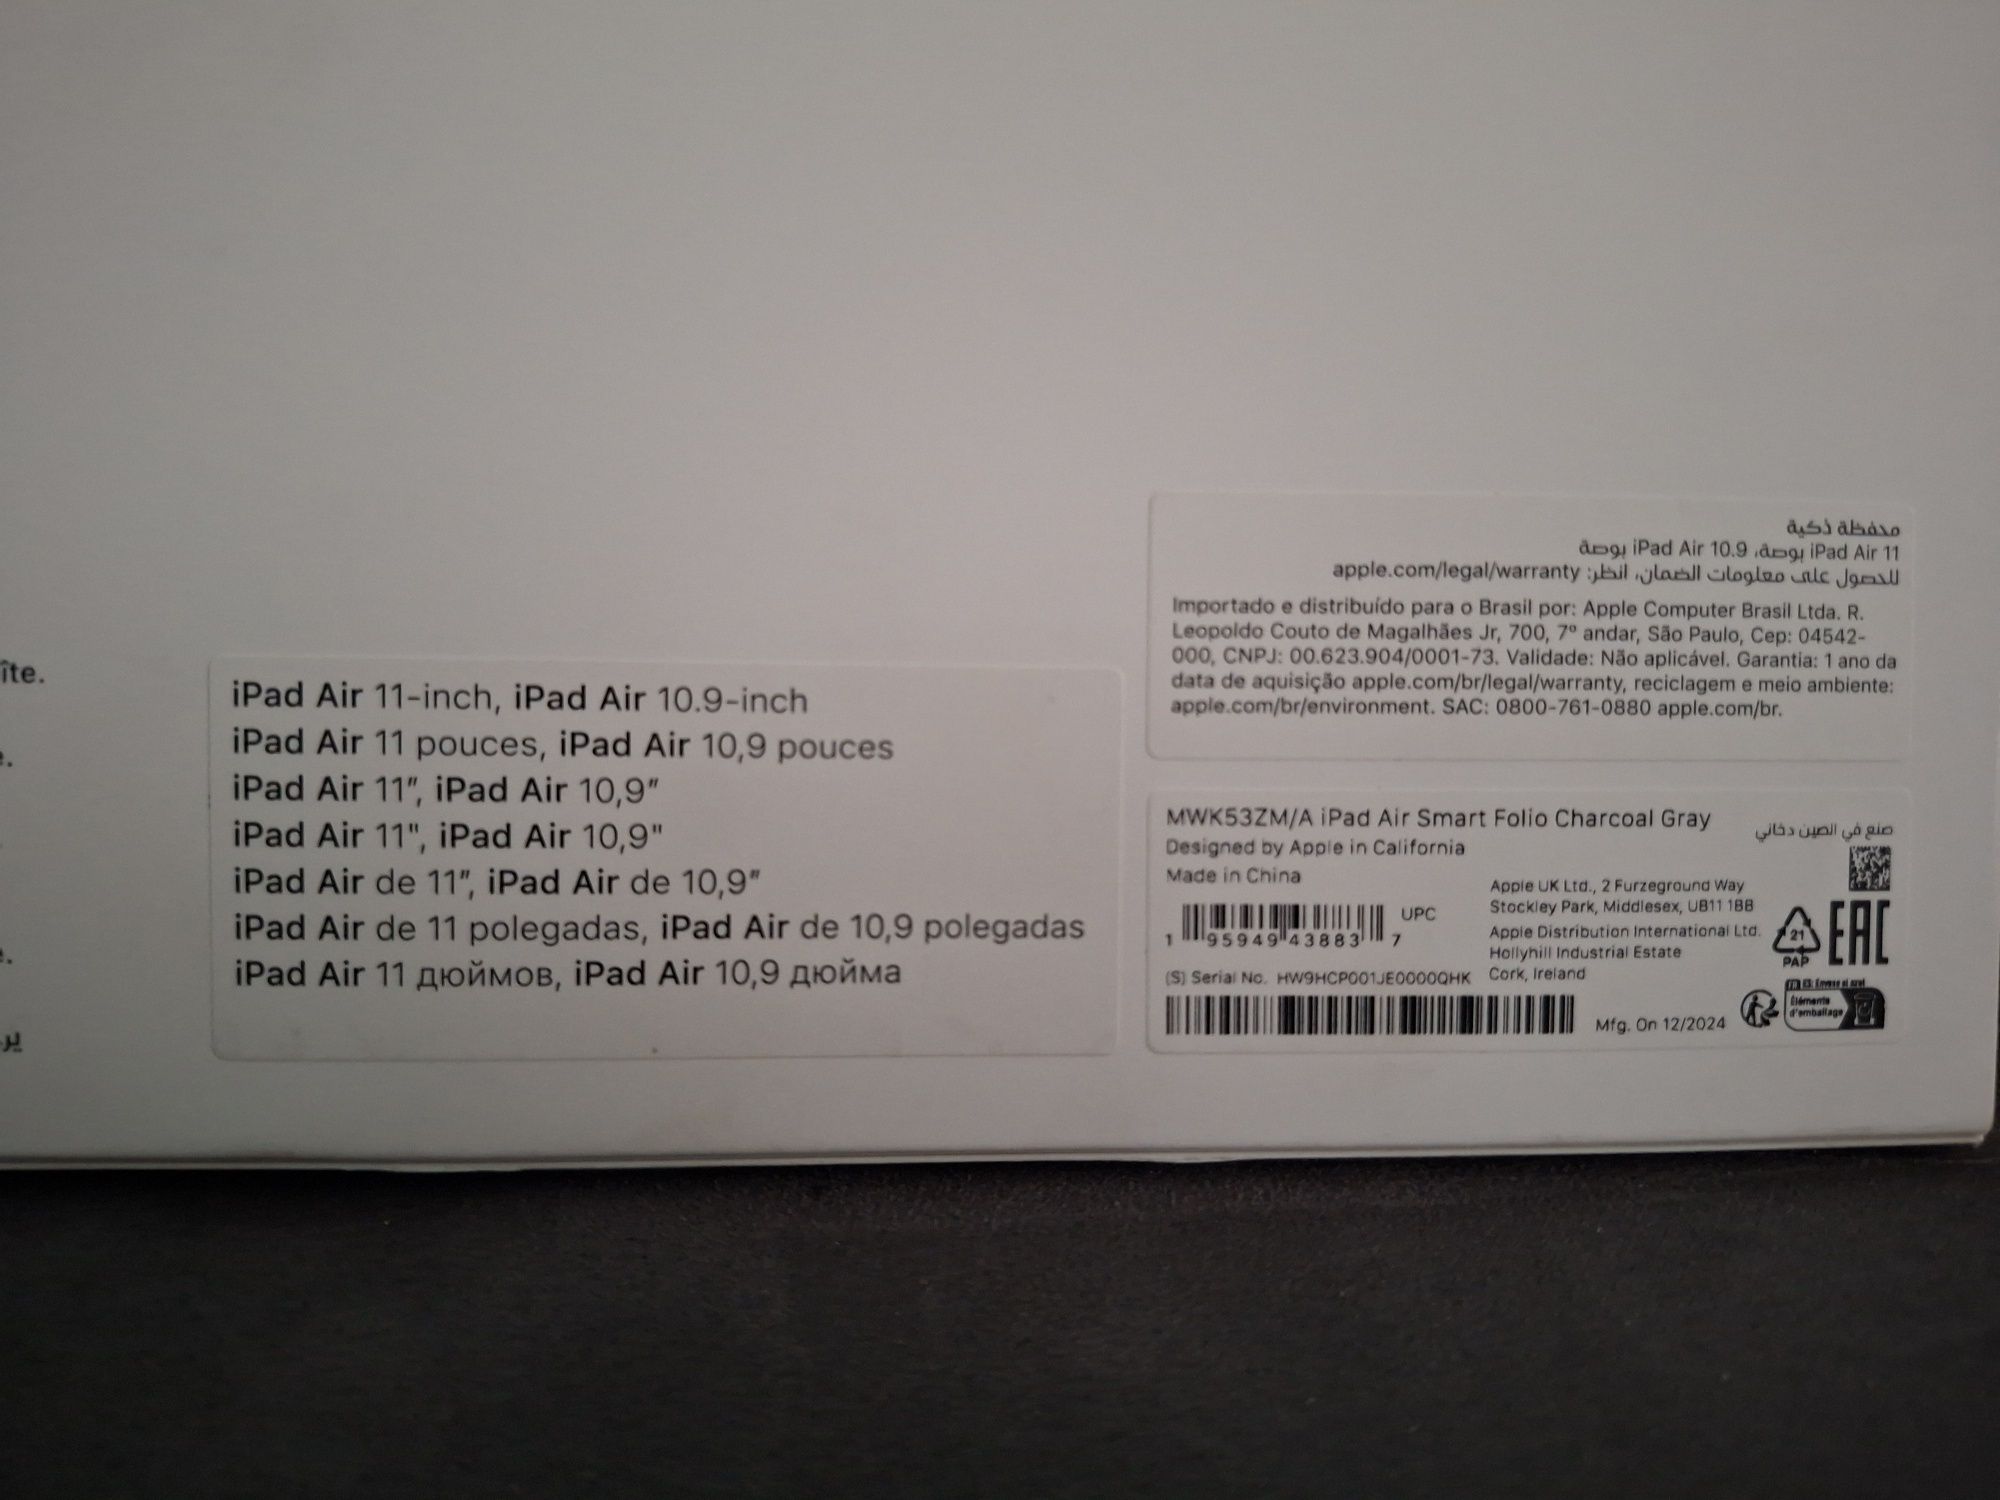 îte.
e.
e.
iPad Air 11-inch, iPad Air 10.9-inch
iPad Air 11 pouces, iPad Air 10,9 pouces
iPad Air 11″, iPad Air 10,9″
iPad Air 11", iPad Air 10,9"
iPad Air de 11″, iPad Air de 10,9″
iPad Air de 11 polegadas, iPad Air de 10,9 polegadas
iPad Air 11 дюймов, iPad Air 10,9 дюйма
محفظة ذكية
iPad Air 11 بوصة، iPad Air 10.9 بوصة
للحصول على معلومات الضمان، انظر: apple.com/legal/warranty
Importado e distribuído para o Brasil por: Apple Computer Brasil Ltda. R.
Leopoldo Couto de Magalhães Jr, 700, 7º andar, São Paulo, Cep: 04542-
000, CNPJ: 00.623.904/0001-73. Validade: Não aplicável. Garantia: 1 ano da
data de aquisição apple.com/br/legal/warranty, reciclagem e meio ambiente:
apple.com/br/environment. SAC: 0800-761-0880 apple.com/br.
MWK53ZM/A iPad Air Smart Folio Charcoal Gray
صنع في الصين دخاني
Designed by Apple in California
Made in China
UPC
1 95949 43883 7
(S) Serial No. HW9HCP001JE0000QHK
Apple UK Ltd., 2 Furzeground Way
Stockley Park, Middlesex, UB11 1BB
Apple Distribution International Ltd.
Hollyhill Industrial Estate
Cork, Ireland
Mfg. On 12/2024
21
PAP
EAC
Éléments
d'emballage